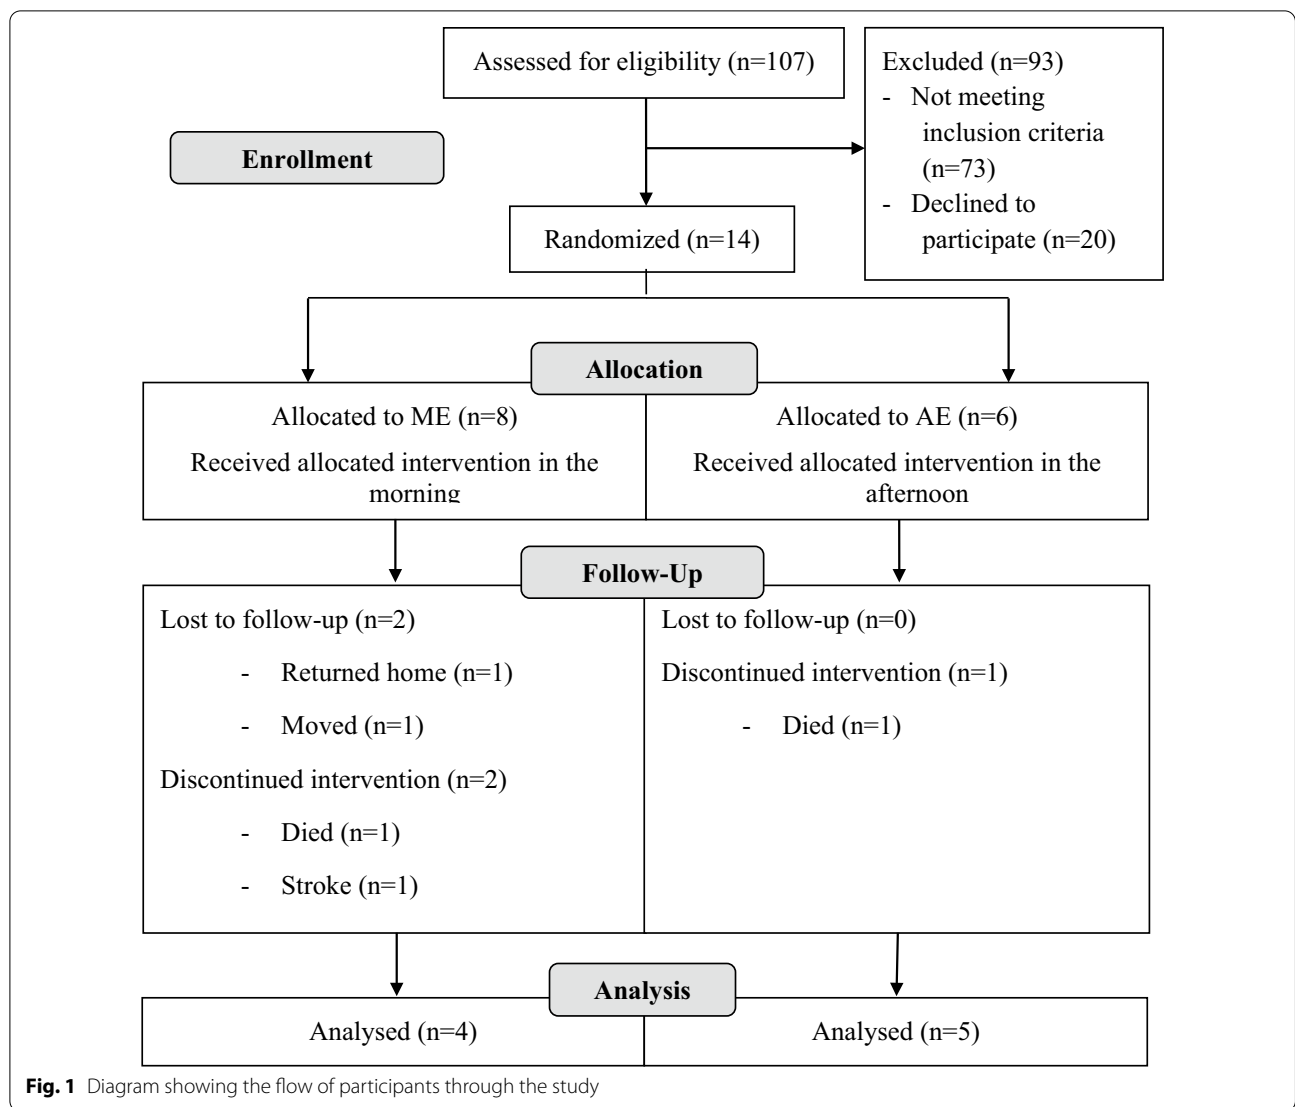 Assessed for eligibility (n=107)
Excluded (n=93)
- Not meeting
inclusion criteria
(n=73)
- Declined to
participate (n=20)
Enrollment
Randomized (n=14)
Allocation
Allocated to ME (n=8)
Received allocated intervention in the
morning
Allocated to AE (n=6)
Received allocated intervention in the
afternoon
Follow-Up
Lost to follow-up (n=2)
- Returned home (n=1)
- Moved (n=1)
Discontinued intervention (n=2)
- Died (n=1)
- Stroke (n=1)
Lost to follow-up (n=0)
Discontinued intervention (n=1)
- Died (n=1)
Analysis
Analysed (n=4)
Analysed (n=5)
Fig. 1 Diagram showing the flow of participants through the study